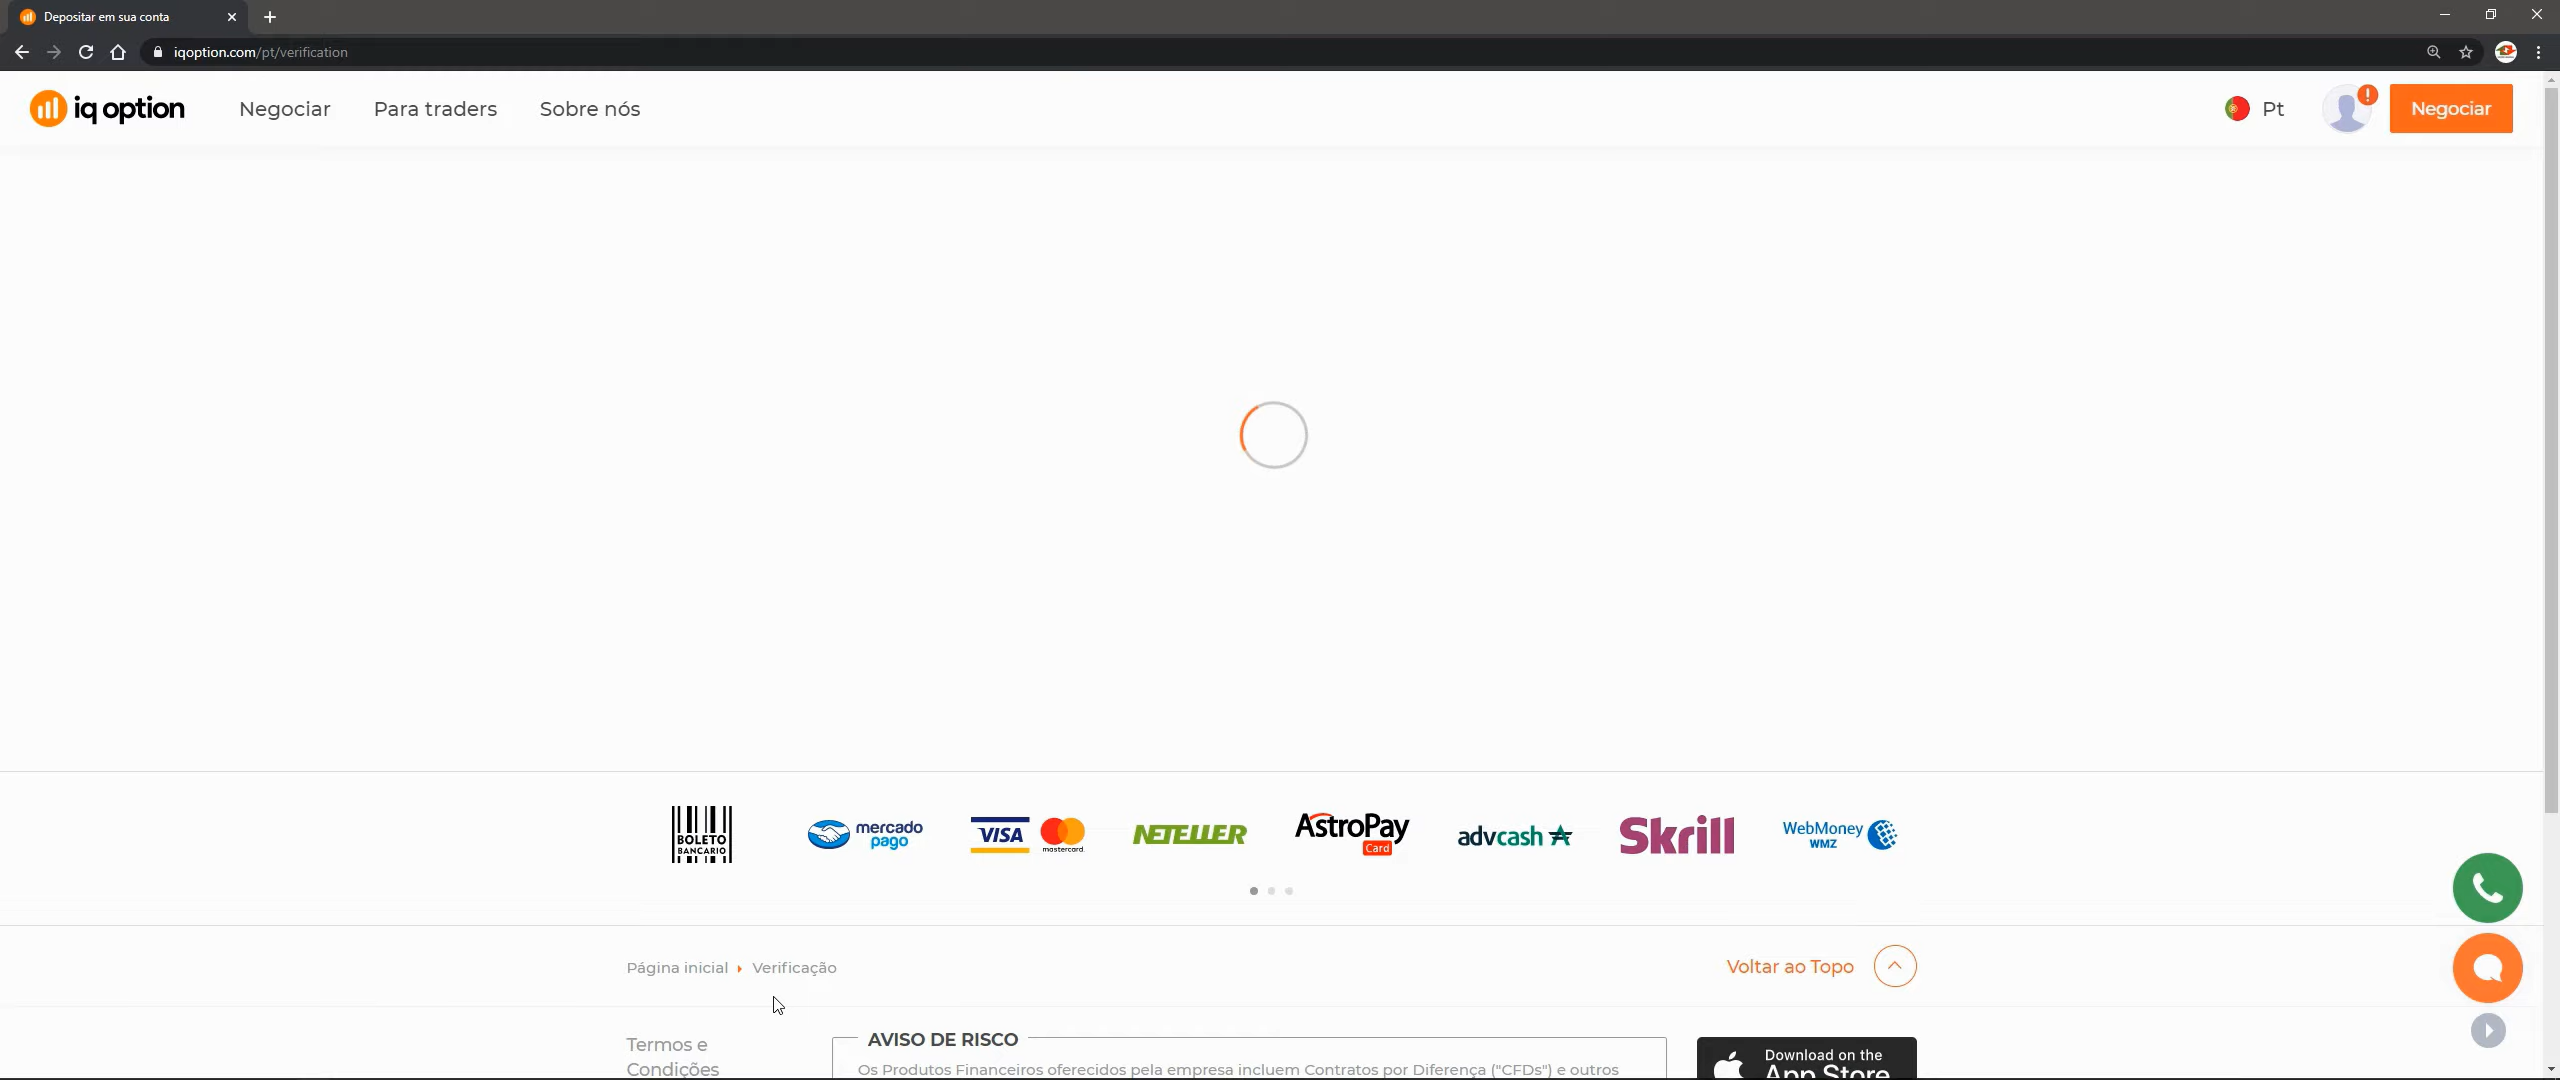 Depositar em sua conta
iqoption.com/pt/verification
iq option
Negociar
Para traders
Sobre nós
Pt
Negociar
BOLETO
BANCARIO
mercado
pago
VISA
mastercard.
NETELLER
AstroPay
Card
advcash
Skrill
WebMoney
WMZ
Página inicial
Verificação
Voltar ao Topo
Termos e
Condições
AVISO DE RISCO
Os Produtos Financeiros oferecidos pela empresa incluem Contratos por Diferença ("CFDs") e outros
Download on the
App Store